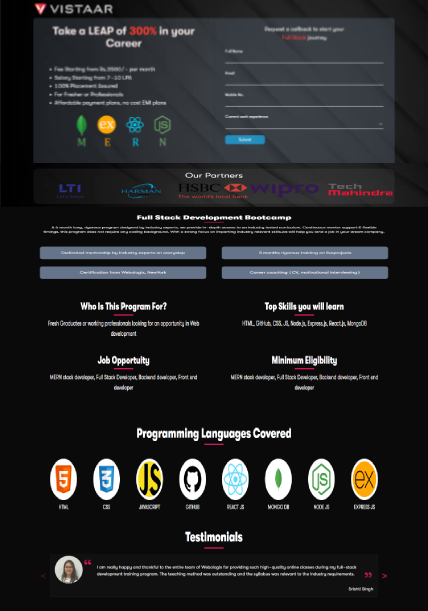 VISTAAR
Take a LEAP of 300% in your
Career
Request a callback to start your
Full Stack journey
Full Name
Email
Mobile No.
Current work experience
Submit
• Fee Starting from Rs.3500/- per month
• Salary Starting from 7-10 LPA
• 100% Placement Assured
• For Fresher or Professionals
• Affordable payment plans, no cost EMI plans
M E R N
Our Partners
LTI
HARMAN
HSBC
The world's local bank
wipro
Tech
Mahindra
Full Stack Development Bootcamp
Dedicated mentorship by industry experts on everystep
6 months rigorous training on 5+projects
Certification from Webologix, NewYork
Career coaching (CV, motivational interviewing)
Who Is This Program For?
Fresh Graduates or working professionals looking for an opportunity in Web
development
Top Skills you will learn
HTML, GitHub, CSS, JS, Node.js, Express.js, React.js, MongoDB
Job Opportuity
MERN stack developer, Full Stack Developer, Backend developer, Front end
developer
Minimum Eligibility
MERN stack developer, Full Stack Developer, Backend developer, Front end
developer
Programming Languages Covered
HTML CSS JAVASCRIPT GITHUB REACT JS MONGO DB NODE JS EXPRESS JS
Testimonials
I am really happy and thankful to the entire team of Webologix for providing such high-quality online classes during my full-stack
development training program. The teaching method was outstanding and the syllabus was relevant to the industry requirements.
Srishti Singh